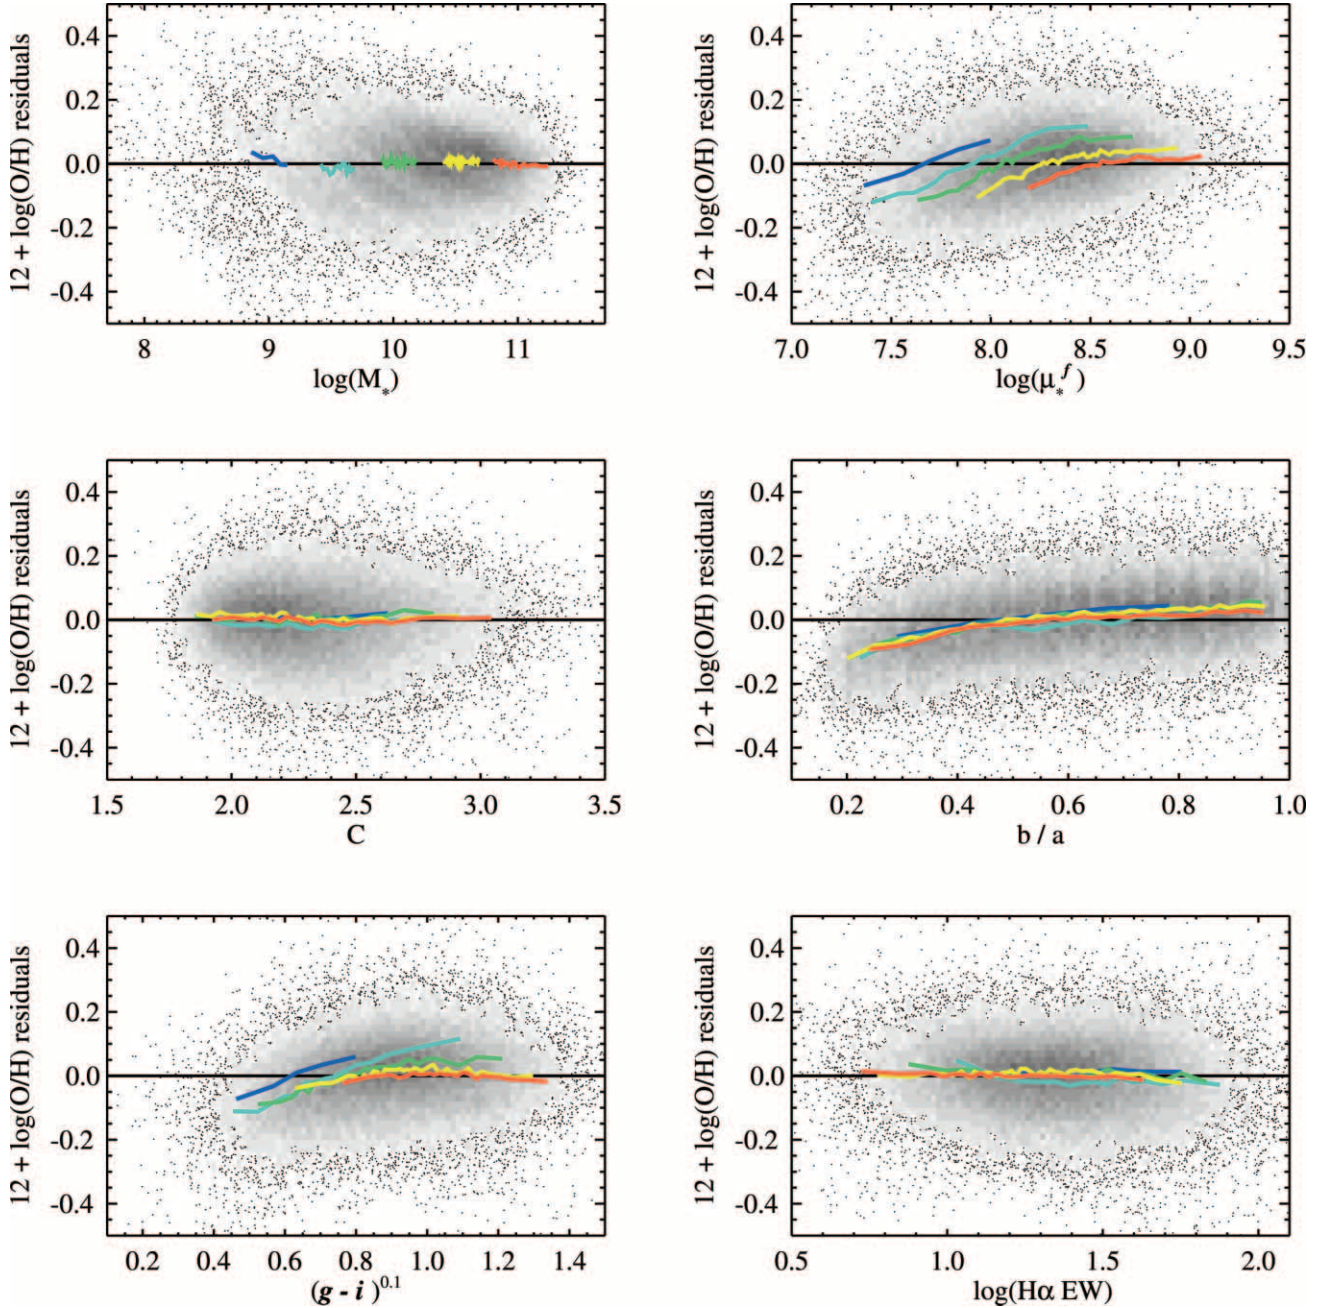 12 + log(O/H) residuals
0.4
0.2
0.0
-0.2
-0.4
8 9 10 11
log(M*)
12 + log(O/H) residuals
0.4
0.2
0.0
-0.2
-0.4
7.0 7.5 8.0 8.5 9.0 9.5
log(μ*^f)
12 + log(O/H) residuals
0.4
0.2
0.0
-0.2
-0.4
1.5 2.0 2.5 3.0 3.5
C
12 + log(O/H) residuals
0.4
0.2
0.0
-0.2
-0.4
0.2 0.4 0.6 0.8 1.0
b / a
12 + log(O/H) residuals
0.4
0.2
0.0
-0.2
-0.4
0.2 0.4 0.6 0.8 1.0 1.2 1.4
(g - i)^0.1
12 + log(O/H) residuals
0.4
0.2
0.0
-0.2
-0.4
0.5 1.0 1.5 2.0
log(Hα EW)